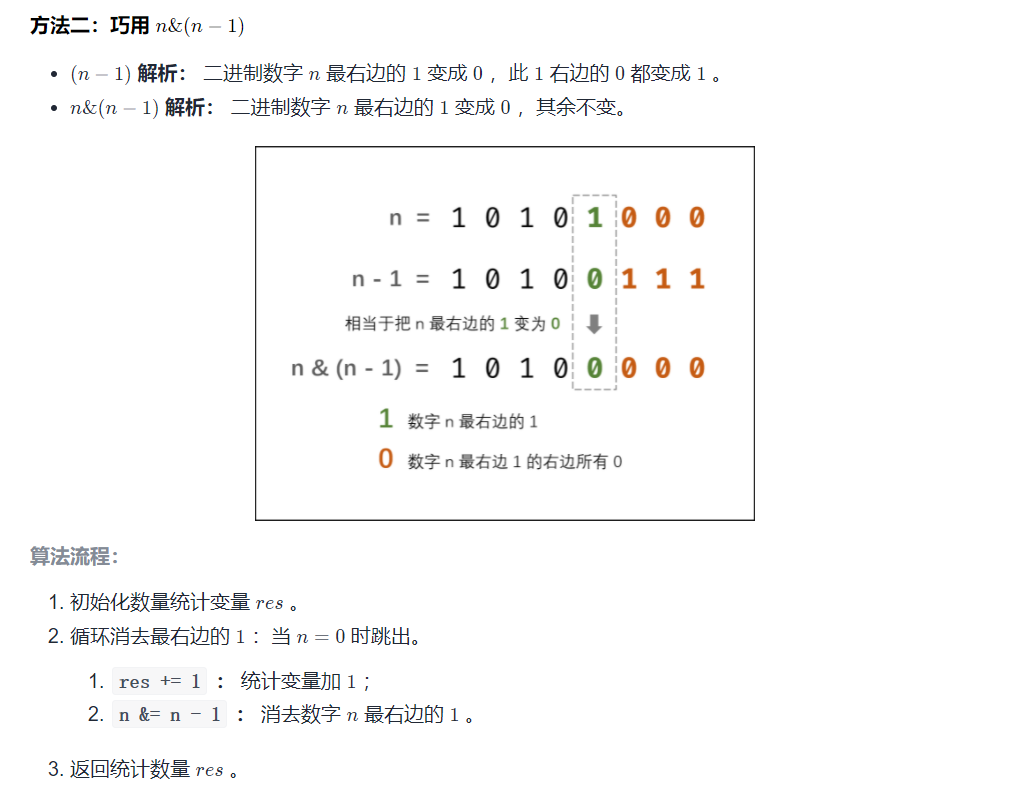 方法二：巧用 n&(n − 1)
• (n − 1) 解析： 二进制数字 n 最右边的 1 变成 0 ，此 1 右边的 0 都变成 1 。
• n&(n − 1) 解析： 二进制数字 n 最右边的 1 变成 0 ，其余不变。
n = 1 0 1 0 1 0 0 0
n - 1 = 1 0 1 0 0 1 1 1
相当于把 n 最右边的 1 变为 0
n & (n - 1) = 1 0 1 0 0 0 0 0
1 数字 n 最右边的 1
0 数字 n 最右边 1 的右边所有 0
算法流程：
1. 初始化数量统计变量 res 。
2. 循环消去最右边的 1 ：当 n = 0 时跳出。
1. res += 1 ： 统计变量加 1 ；
2. n &= n - 1 ： 消去数字 n 最右边的 1 。
3. 返回统计数量 res 。